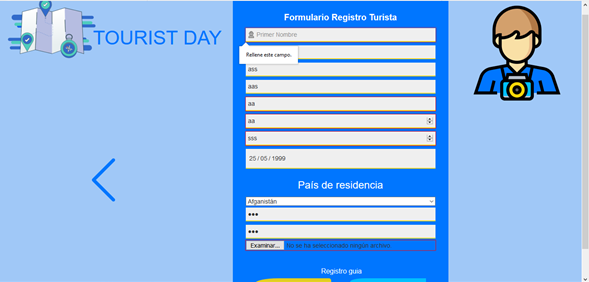 TOURIST DAY
Formulario Registro Turista
Primer Nombre
Rellene este campo.
ass
aas
aa
aa
sss
25 / 05 / 1999
País de residencia
Afganistán
•••
•••
Examinar... No se ha seleccionado ningún archivo.
Registro guia